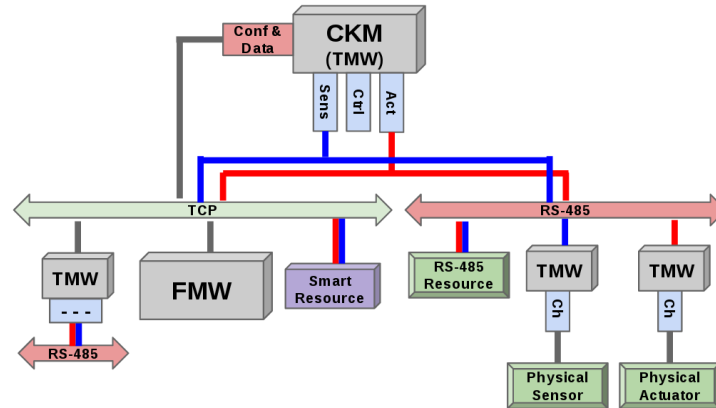 Conf &
Data
CKM
(TMW)
Sens
Ctrl
Act
TCP
RS-485
TMW
- - -
RS-485
FMW
Smart
Resource
RS-485
Resource
TMW
Ch
Physical
Sensor
TMW
Ch
Physical
Actuator